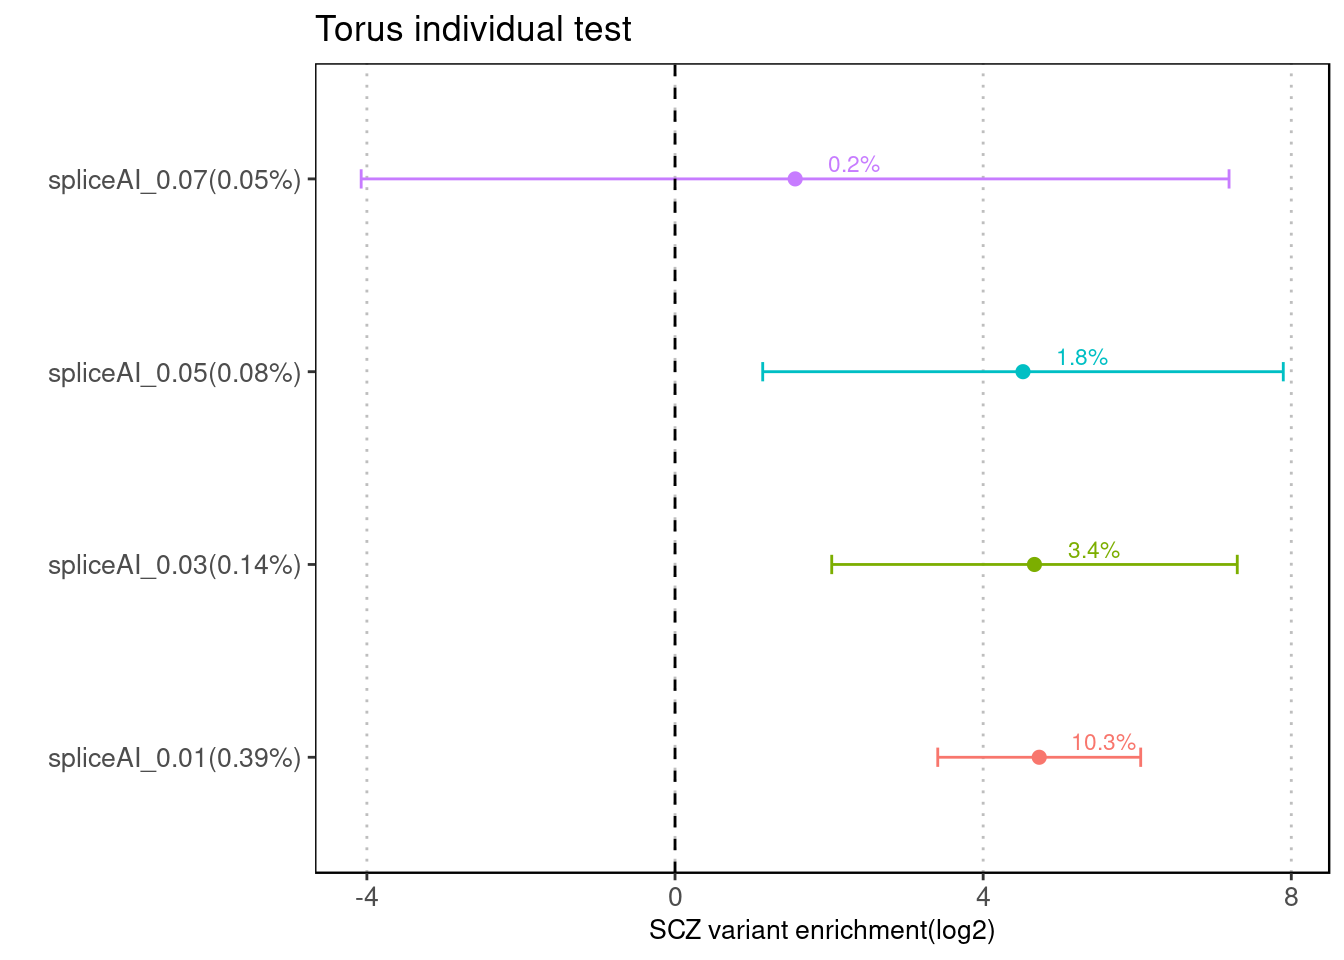 Torus individual test
spliceAI_0.07(0.05%)
0.2%
spliceAI_0.05(0.08%)
1.8%
spliceAI_0.03(0.14%)
3.4%
spliceAI_0.01(0.39%)
10.3%
-4 0 4 8
SCZ variant enrichment(log2)